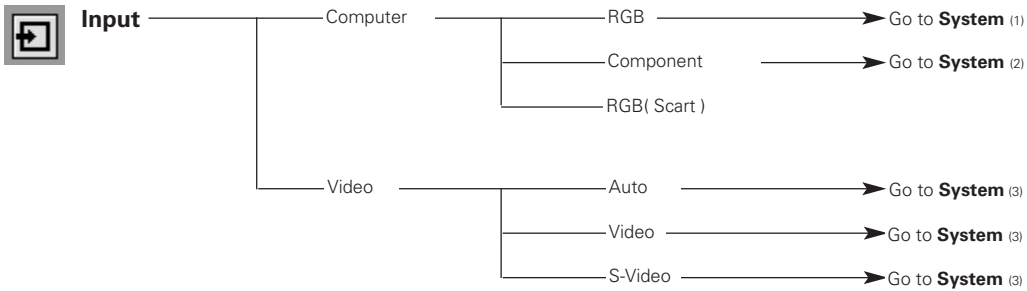 Input Computer RGB Go to System (1)
Component Go to System (2)
RGB( Scart )
Video Auto Go to System (3)
Video Go to System (3)
S-Video Go to System (3)